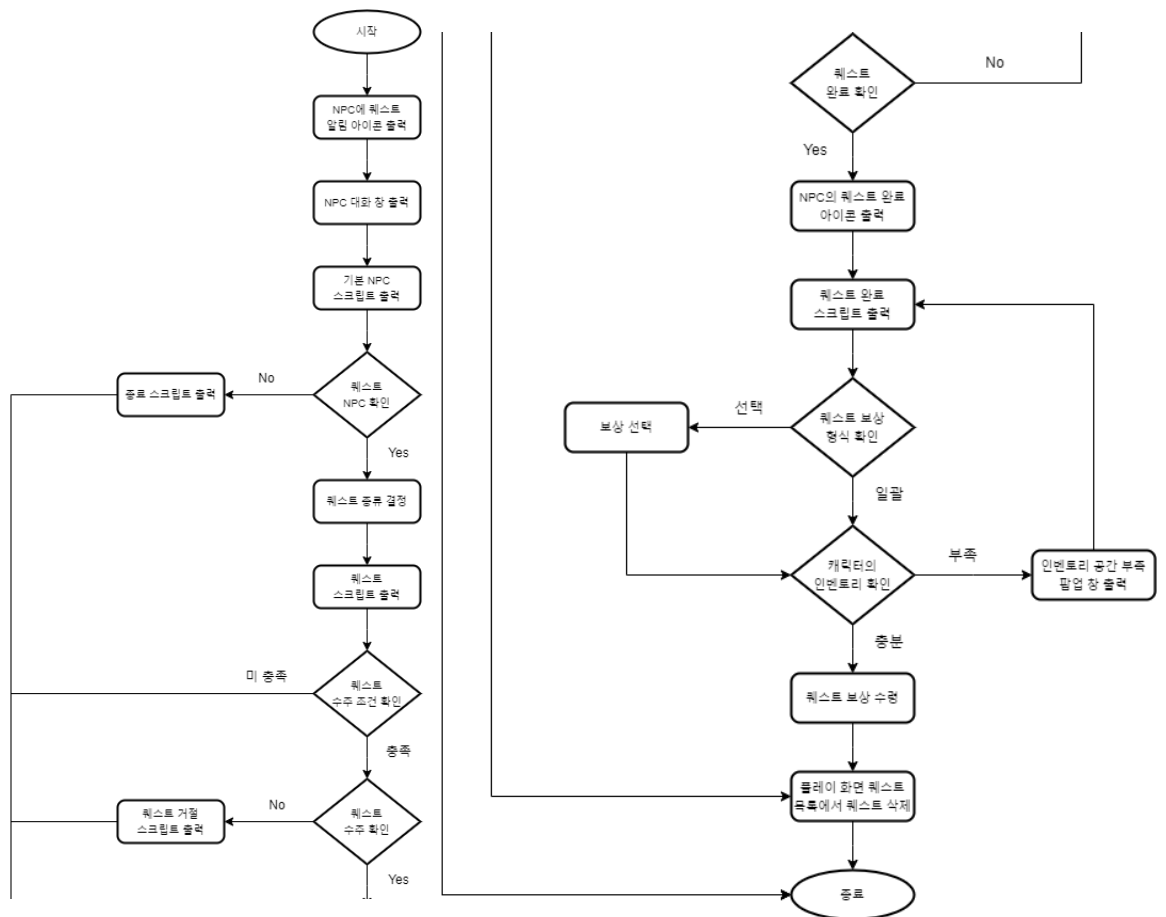 시작
NPC에 퀘스트
알림 아이콘 출력
NPC 대화 창 출력
기본 NPC
스크립트 출력
퀘스트
NPC 확인
No
종료 스크립트 출력
Yes
퀘스트 종류 결정
퀘스트
스크립트 출력
퀘스트
수주 조건 확인
미 충족
충족
퀘스트
수주 확인
No
퀘스트 거절
스크립트 출력
Yes
퀘스트
완료 확인
No
Yes
NPC의 퀘스트 완료
아이콘 출력
퀘스트 완료
스크립트 출력
퀘스트 보상
형식 확인
선택
보상 선택
일괄
캐릭터의
인벤토리 확인
부족
인벤토리 공간 부족
팝업 창 출력
충분
퀘스트 보상 수령
플레이 화면 퀘스트
목록에서 퀘스트 삭제
종료